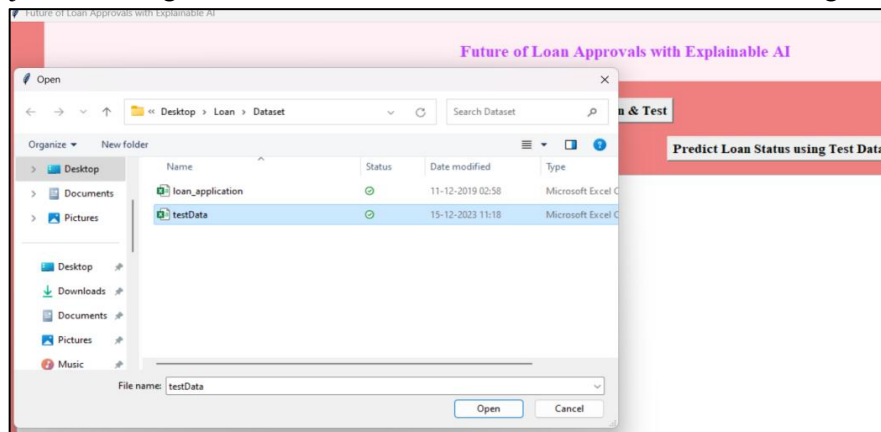 Future of Loan Approvals with Explainable AI
Future of Loan Approvals with Explainable AI
Open
« Desktop > Loan > Dataset
Search Dataset
n & Test
Organize
New folder
Predict Loan Status using Test Data
Name
Status
Date modified
Type
Desktop
Documents
Pictures
loan_application
11-12-2019 02:58
Microsoft Excel C
testData
15-12-2023 11:18
Microsoft Excel C
Desktop
Downloads
Documents
Pictures
Music
File name: testData
Open
Cancel